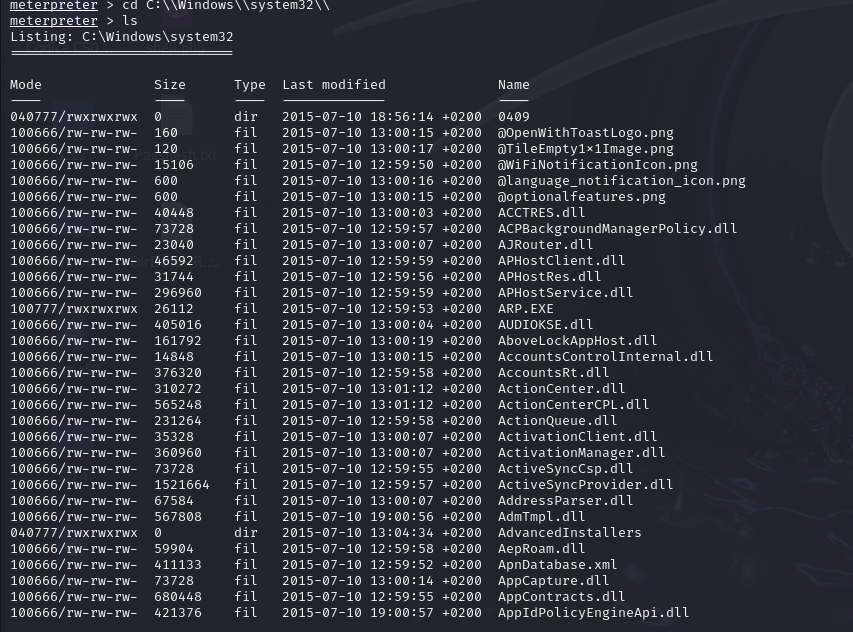 meterpreter > cd C:\\Windows\\system32\\
meterpreter > ls
Listing: C:\Windows\system32
============================
Mode Size Type Last modified Name
---- ---- ---- ------------- ----
040777/rwxrwxrwx 0 dir 2015-07-10 18:56:14 +0200 0409
100666/rw-rw-rw- 160 fil 2015-07-10 13:00:15 +0200 @OpenWithToastLogo.png
100666/rw-rw-rw- 120 fil 2015-07-10 13:00:17 +0200 @TileEmpty1x1Image.png
100666/rw-rw-rw- 15106 fil 2015-07-10 12:59:50 +0200 @WiFiNotificationIcon.png
100666/rw-rw-rw- 600 fil 2015-07-10 13:00:16 +0200 @language_notification_icon.png
100666/rw-rw-rw- 600 fil 2015-07-10 13:00:15 +0200 @optionalfeatures.png
100666/rw-rw-rw- 40448 fil 2015-07-10 13:00:03 +0200 ACCTRES.dll
100666/rw-rw-rw- 73728 fil 2015-07-10 12:59:57 +0200 ACPBackgroundManagerPolicy.dll
100666/rw-rw-rw- 23040 fil 2015-07-10 13:00:07 +0200 AJRouter.dll
100666/rw-rw-rw- 46592 fil 2015-07-10 12:59:59 +0200 APHostClient.dll
100666/rw-rw-rw- 31744 fil 2015-07-10 12:59:56 +0200 APHostRes.dll
100666/rw-rw-rw- 296960 fil 2015-07-10 12:59:59 +0200 APHostService.dll
100777/rwxrwxrwx 26112 fil 2015-07-10 12:59:53 +0200 ARP.EXE
100666/rw-rw-rw- 405016 fil 2015-07-10 13:00:04 +0200 AUDIOKSE.dll
100666/rw-rw-rw- 161792 fil 2015-07-10 13:00:19 +0200 AboveLockAppHost.dll
100666/rw-rw-rw- 14848 fil 2015-07-10 13:00:15 +0200 AccountsControlInternal.dll
100666/rw-rw-rw- 376320 fil 2015-07-10 12:59:58 +0200 AccountsRt.dll
100666/rw-rw-rw- 310272 fil 2015-07-10 13:01:12 +0200 ActionCenter.dll
100666/rw-rw-rw- 565248 fil 2015-07-10 13:01:12 +0200 ActionCenterCPL.dll
100666/rw-rw-rw- 231264 fil 2015-07-10 12:59:58 +0200 ActionQueue.dll
100666/rw-rw-rw- 35328 fil 2015-07-10 13:00:07 +0200 ActivationClient.dll
100666/rw-rw-rw- 360960 fil 2015-07-10 13:00:07 +0200 ActivationManager.dll
100666/rw-rw-rw- 73728 fil 2015-07-10 12:59:55 +0200 ActiveSyncCsp.dll
100666/rw-rw-rw- 1521664 fil 2015-07-10 12:59:57 +0200 ActiveSyncProvider.dll
100666/rw-rw-rw- 67584 fil 2015-07-10 13:00:07 +0200 AddressParser.dll
100666/rw-rw-rw- 567808 fil 2015-07-10 19:00:56 +0200 AdmTmpl.dll
040777/rwxrwxrwx 0 dir 2015-07-10 13:04:34 +0200 AdvancedInstallers
100666/rw-rw-rw- 59904 fil 2015-07-10 12:59:58 +0200 AepRoam.dll
100666/rw-rw-rw- 411133 fil 2015-07-10 12:59:52 +0200 ApnDatabase.xml
100666/rw-rw-rw- 73728 fil 2015-07-10 13:00:14 +0200 AppCapture.dll
100666/rw-rw-rw- 680448 fil 2015-07-10 12:59:55 +0200 AppContracts.dll
100666/rw-rw-rw- 421376 fil 2015-07-10 19:00:57 +0200 AppIdPolicyEngineApi.dll